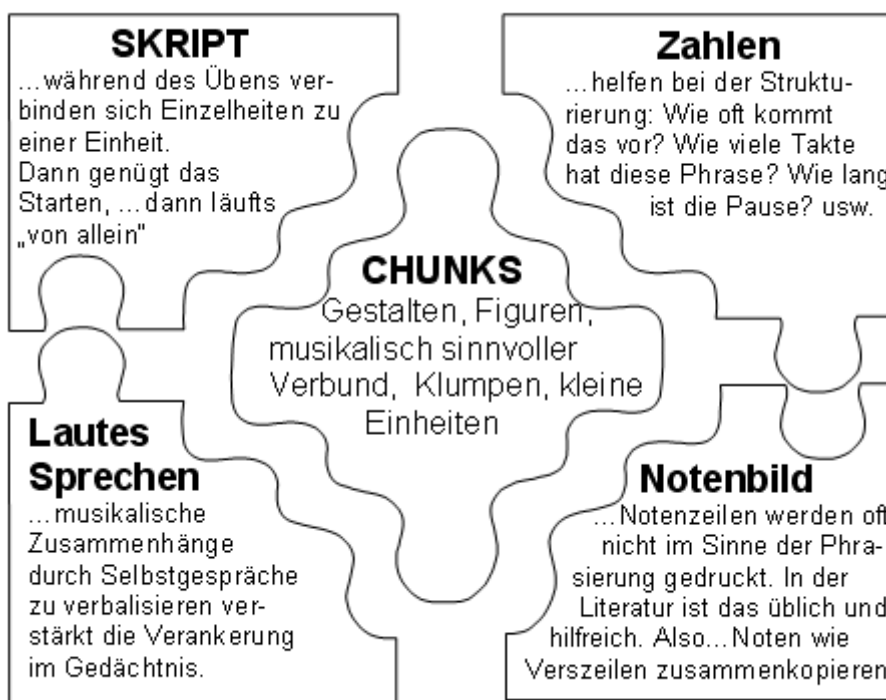 SKRIPT
...während des Übens ver-
binden sich Einzelheiten zu
einer Einheit.
Dann genügt das
Starten, ...dann läufts
„von allein"
Zahlen
...helfen bei der Struktu-
rierung: Wie oft kommt
das vor? Wie viele Takte
hat diese Phrase? Wie lang
ist die Pause? usw.
CHUNKS
Gestalten, Figuren,
musikalisch sinnvoller
Verbund, Klumpen, kleine
Einheiten
Lautes
Sprechen
...musikalische
Zusammenhänge
durch Selbstgespräche
zu verbalisieren ver-
stärkt die Verankerung
im Gedächtnis.
Notenbild
...Notenzeilen werden oft
nicht im Sinne der Phra-
sierung gedruckt. In der
Literatur ist das üblich und
hilfreich. Also...Noten wie
Verszeilen zusammenkopieren